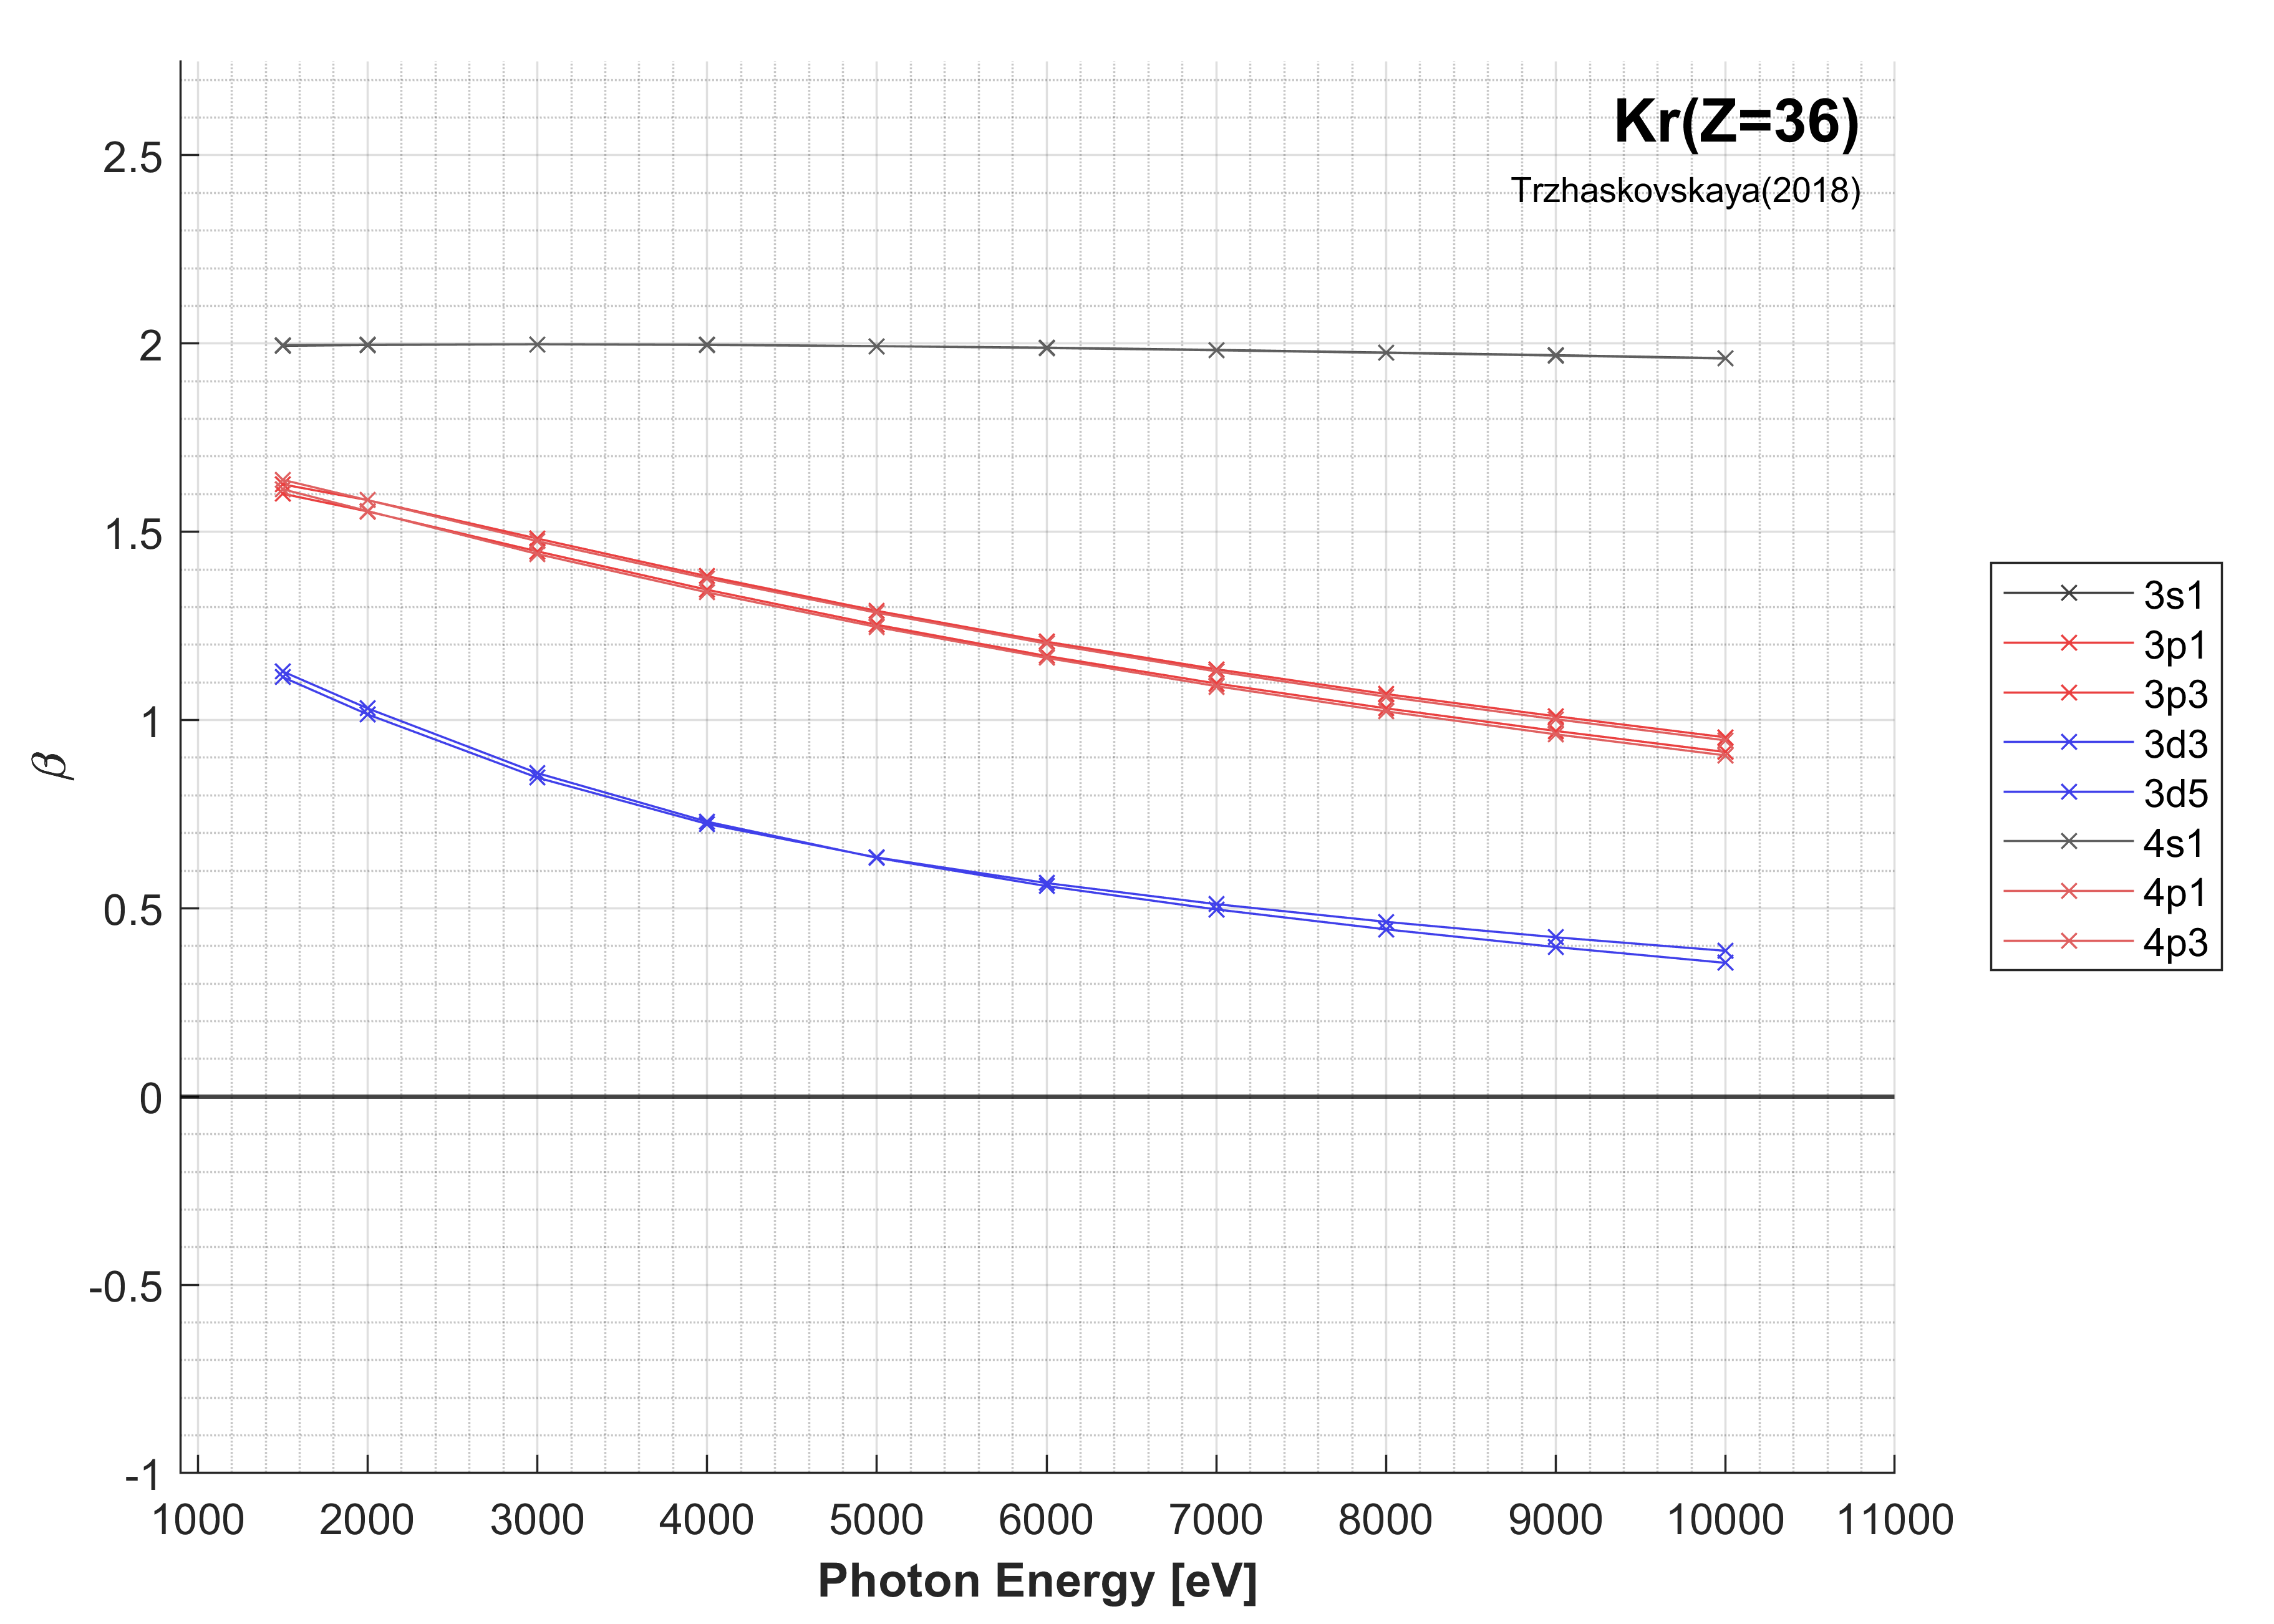 Kr(Z=36)
Trzhaskovskaya(2018)
2.5
2
1.5
1
0.5
0
-0.5
-1
β
1000 2000 3000 4000 5000 6000 7000 8000 9000 10000 11000
Photon Energy [eV]
3s1
3p1
3p3
3d3
3d5
4s1
4p1
4p3